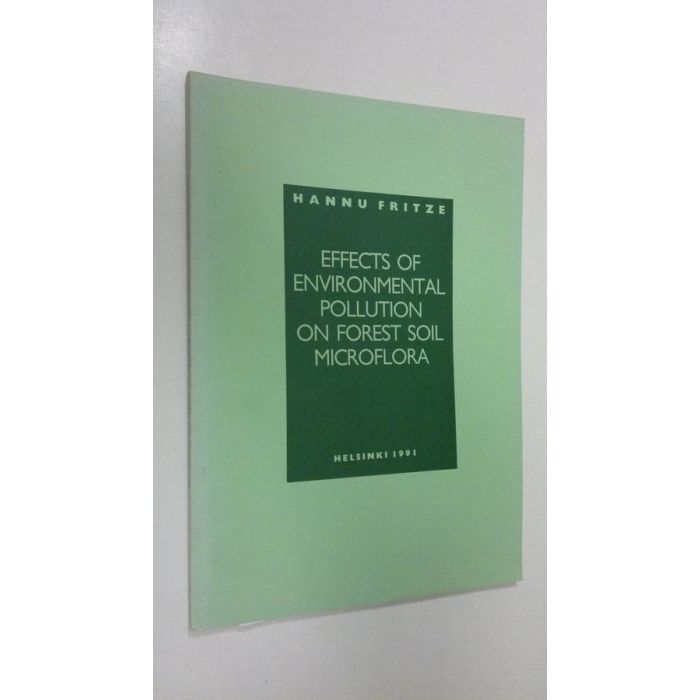 HANNU FRITZE
EFFECTS OF
ENVIRONMENTAL
POLLUTION
ON FOREST SOIL
MICROFLORA
HELSINKI 1991